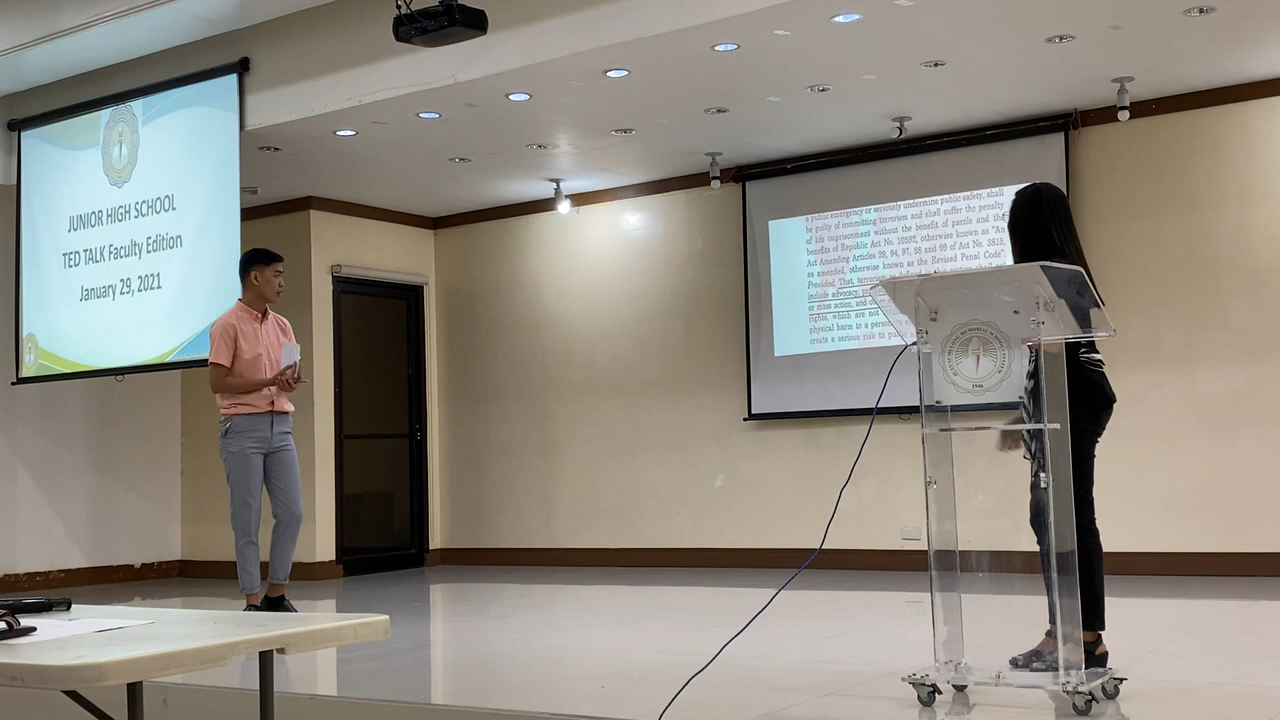 JUNIOR HIGH SCHOOL
TED TALK Faculty Edition
January 29, 2021
a public emergency or seriously undermine public safety, shall
be guilty of committing terrorism and shall suffer the penalty
of life imprisonment without the benefit of parole and the
benefits of Republic Act No. 10592, otherwise known as "An
Act Amending Articles 29, 94, 97, 98 and 99 of Act No. 3815,
as amended, otherwise known as the Revised Penal Code":
Provided, That, terrorism as defined in this section shall not
include advocacy,
or mass action, and
rights, which are not
physical harm to a person,
create a serious risk to public
MEMORIAL
1946